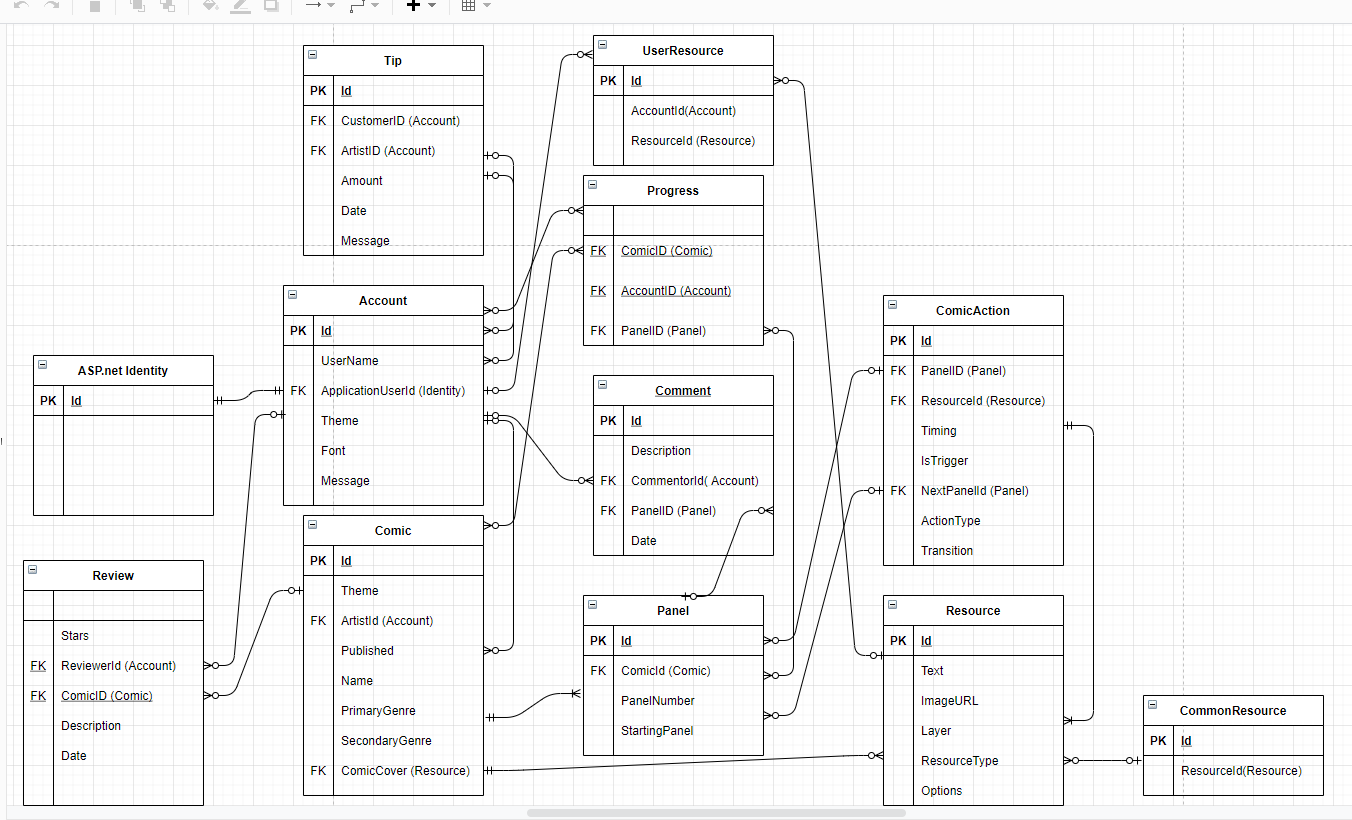 Tip
PK Id
FK CustomerID (Account)
FK ArtistID (Account)
Amount
Date
Message
UserResource
PK Id
AccountId(Account)
ResourceId (Resource)
Progress
FK ComicID (Comic)
FK AccountID (Account)
FK PanelID (Panel)
Account
PK Id
UserName
FK ApplicationUserId (Identity)
Theme
Font
Message
ASP.net Identity
PK Id
Comment
PK Id
Description
FK CommentorId( Account)
FK PanelID (Panel)
Date
ComicAction
PK Id
FK PanelID (Panel)
FK ResourceId (Resource)
Timing
IsTrigger
FK NextPanelId (Panel)
ActionType
Transition
Comic
PK Id
Theme
FK ArtistId (Account)
Published
Name
PrimaryGenre
SecondaryGenre
FK ComicCover (Resource)
Review
Stars
FK ReviewerId (Account)
FK ComicID (Comic)
Description
Date
Panel
PK Id
FK ComicId (Comic)
PanelNumber
StartingPanel
Resource
PK Id
Text
ImageURL
Layer
ResourceType
Options
CommonResource
PK Id
ResourceId(Resource)